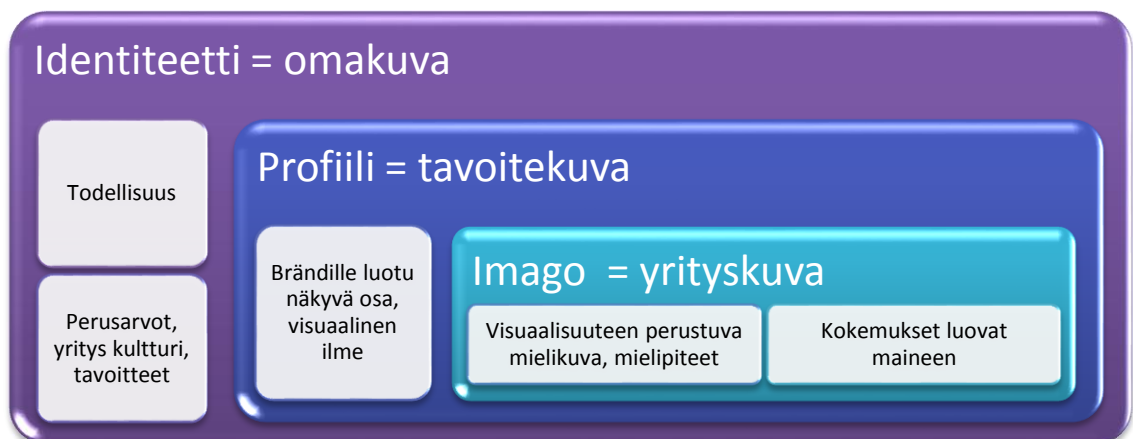 Identiteetti = omakuva
Todellisuus
Perusarvot,
yritys kultturi,
tavoitteet
Profiili = tavoitekuva
Brändille luotu
näkyvä osa,
visuaalinen
ilme
Imago  = yrityskuva
Visuaalisuuteen perustuva
mielikuva, mielipiteet
Kokemukset luovat
maineen